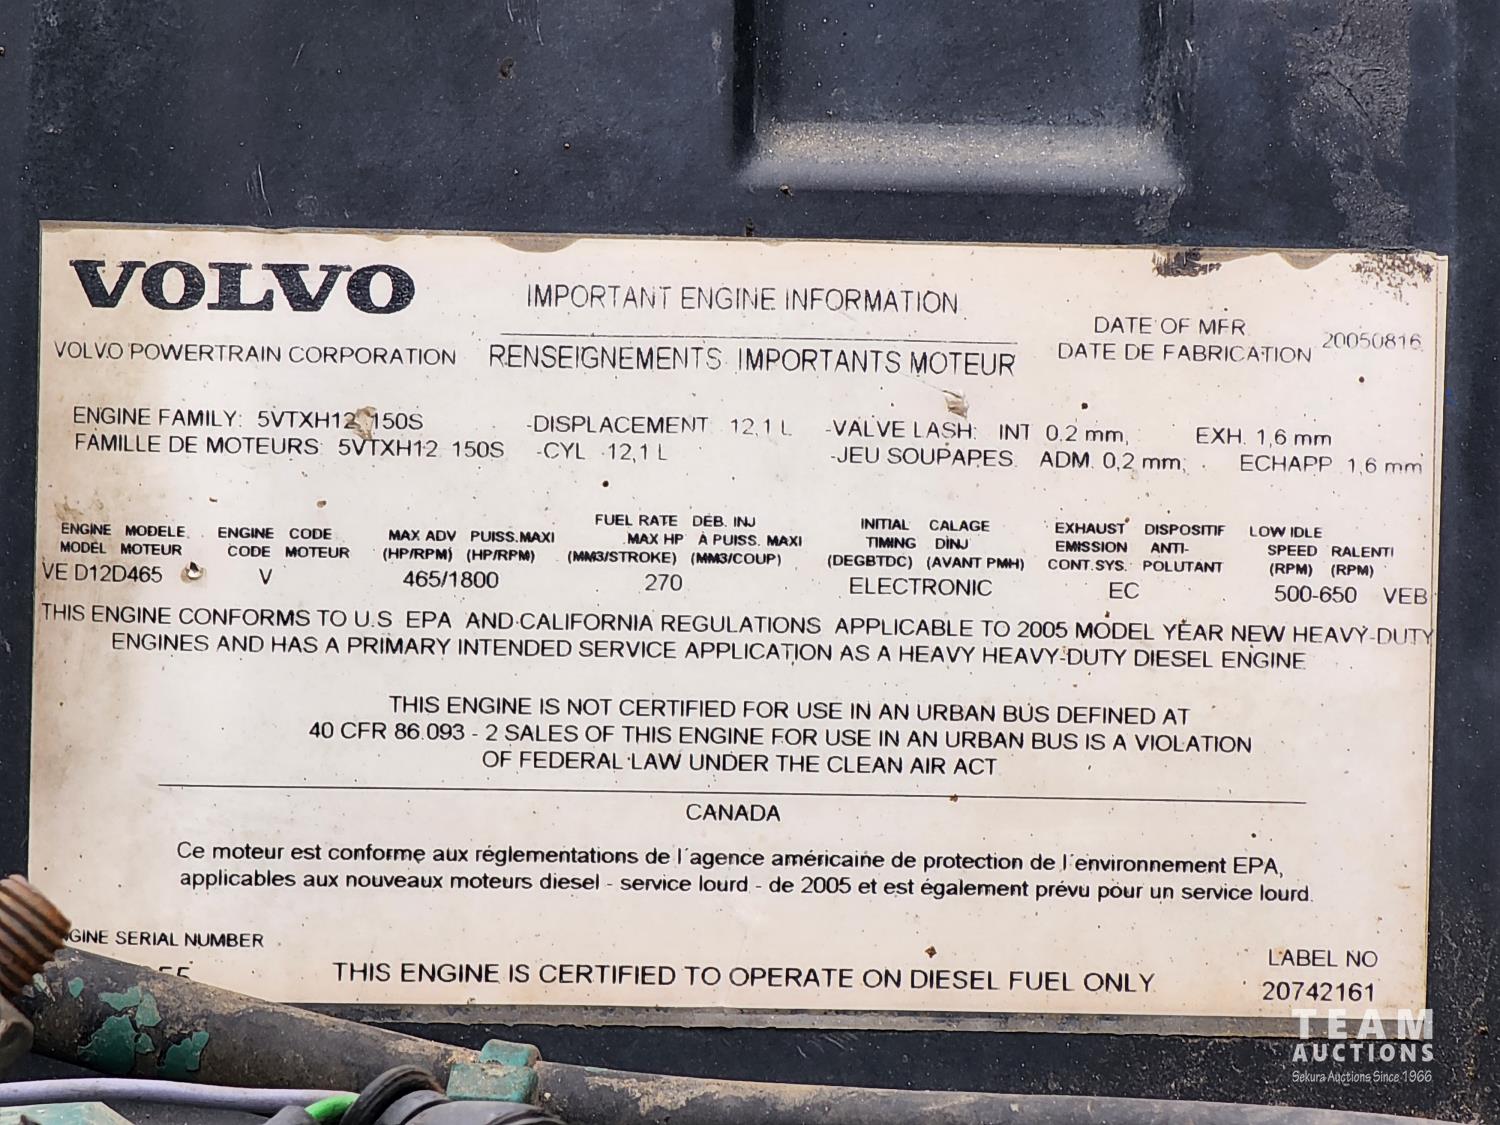 VOLVO
IMPORTANT ENGINE INFORMATION
DATE OF MFR
20050816
VOLVO POWERTRAIN CORPORATION
RENSEIGNEMENTS IMPORTANTS MOTEUR
DATE DE FABRICATION
ENGINE FAMILY: 5VTXH12 150S
-DISPLACEMENT 12,1 L
-VALVE LASH: INT 0.2 mm, EXH. 1,6 mm
FAMILLE DE MOTEURS: 5VTXH12 150S
-CYL 12,1 L
-JEU SOUPAPES. ADM. 0,2 mm, ECHAPP 1,6 mm
ENGINE MODELE
MODEL MOTEUR
VE D12D465
ENGINE CODE
CODE MOTEUR
V
MAX ADV PUISS.MAXI
(HP/RPM) (HP/RPM)
465/1800
FUEL RATE DÉB. INJ
MAX HP À PUISS. MAXI
(MM3/STROKE) (MM3/COUP)
270
INITIAL CALAGE
TIMING DINJ
(DEGBTDC) (AVANT PMH)
ELECTRONIC
EXHAUST DISPOSITIF
EMISSION ANTI-
CONT.SYS. POLUTANT
EC
LOW IDLE
SPEED RALENTI
(RPM) (RPM)
500-650 VEB
THIS ENGINE CONFORMS TO U.S EPA AND CALIFORNIA REGULATIONS APPLICABLE TO 2005 MODEL YEAR NEW HEAVY-DUTY
ENGINES AND HAS A PRIMARY INTENDED SERVICE APPLICATION AS A HEAVY HEAVY-DUTY DIESEL ENGINE
THIS ENGINE IS NOT CERTIFIED FOR USE IN AN URBAN BUS DEFINED AT
40 CFR 86.093 - 2 SALES OF THIS ENGINE FOR USE IN AN URBAN BUS IS A VIOLATION
OF FEDERAL LAW UNDER THE CLEAN AIR ACT
CANADA
Ce moteur est conforme aux réglementations de l´agence américaine de protection de l´environnement EPA,
applicables aux nouveaux moteurs diesel - service lourd - de 2005 et est également prévu pour un service lourd.
GINE SERIAL NUMBER
THIS ENGINE IS CERTIFIED TO OPERATE ON DIESEL FUEL ONLY
LABEL NO
20742161
TEAM
AUCTIONS
Sekura Auctions Since 1966